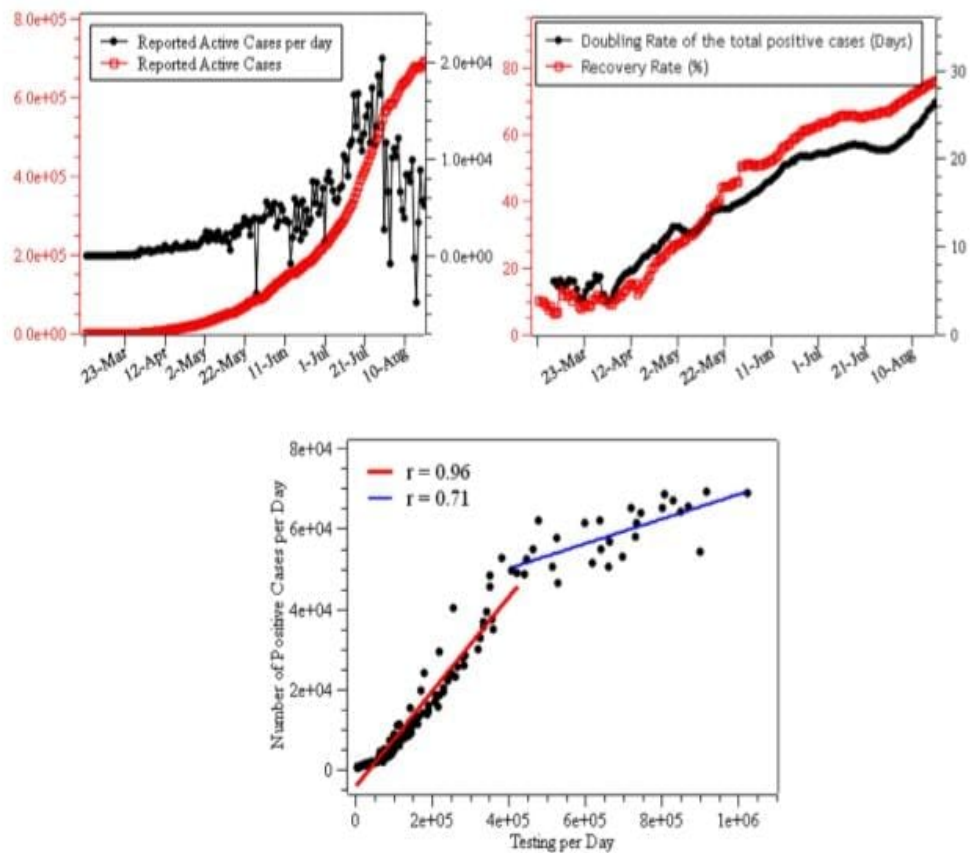 8.0e+05
6.0e+05
4.0e+05
2.0e+05
0.0e+00
Reported Active Cases per day
Reported Active Cases
2.0e+04
1.0e+04
0.0e+00
23-Mar
12-Apr
2-May
22-May
11-Jun
1-Jul
21-Jul
10-Aug
80
60
40
20
0
Doubling Rate of the total positive cases (Days)
Recovery Rate (%)
30
20
10
0
23-Mar
12-Apr
2-May
22-May
11-Jun
1-Jul
21-Jul
10-Aug
Number of Positive Cases per Day
8e+04
6e+04
4e+04
2e+04
0
r = 0.96
r = 0.71
0
2e+05
4e+05
6e+05
8e+05
1e+06
Testing per Day